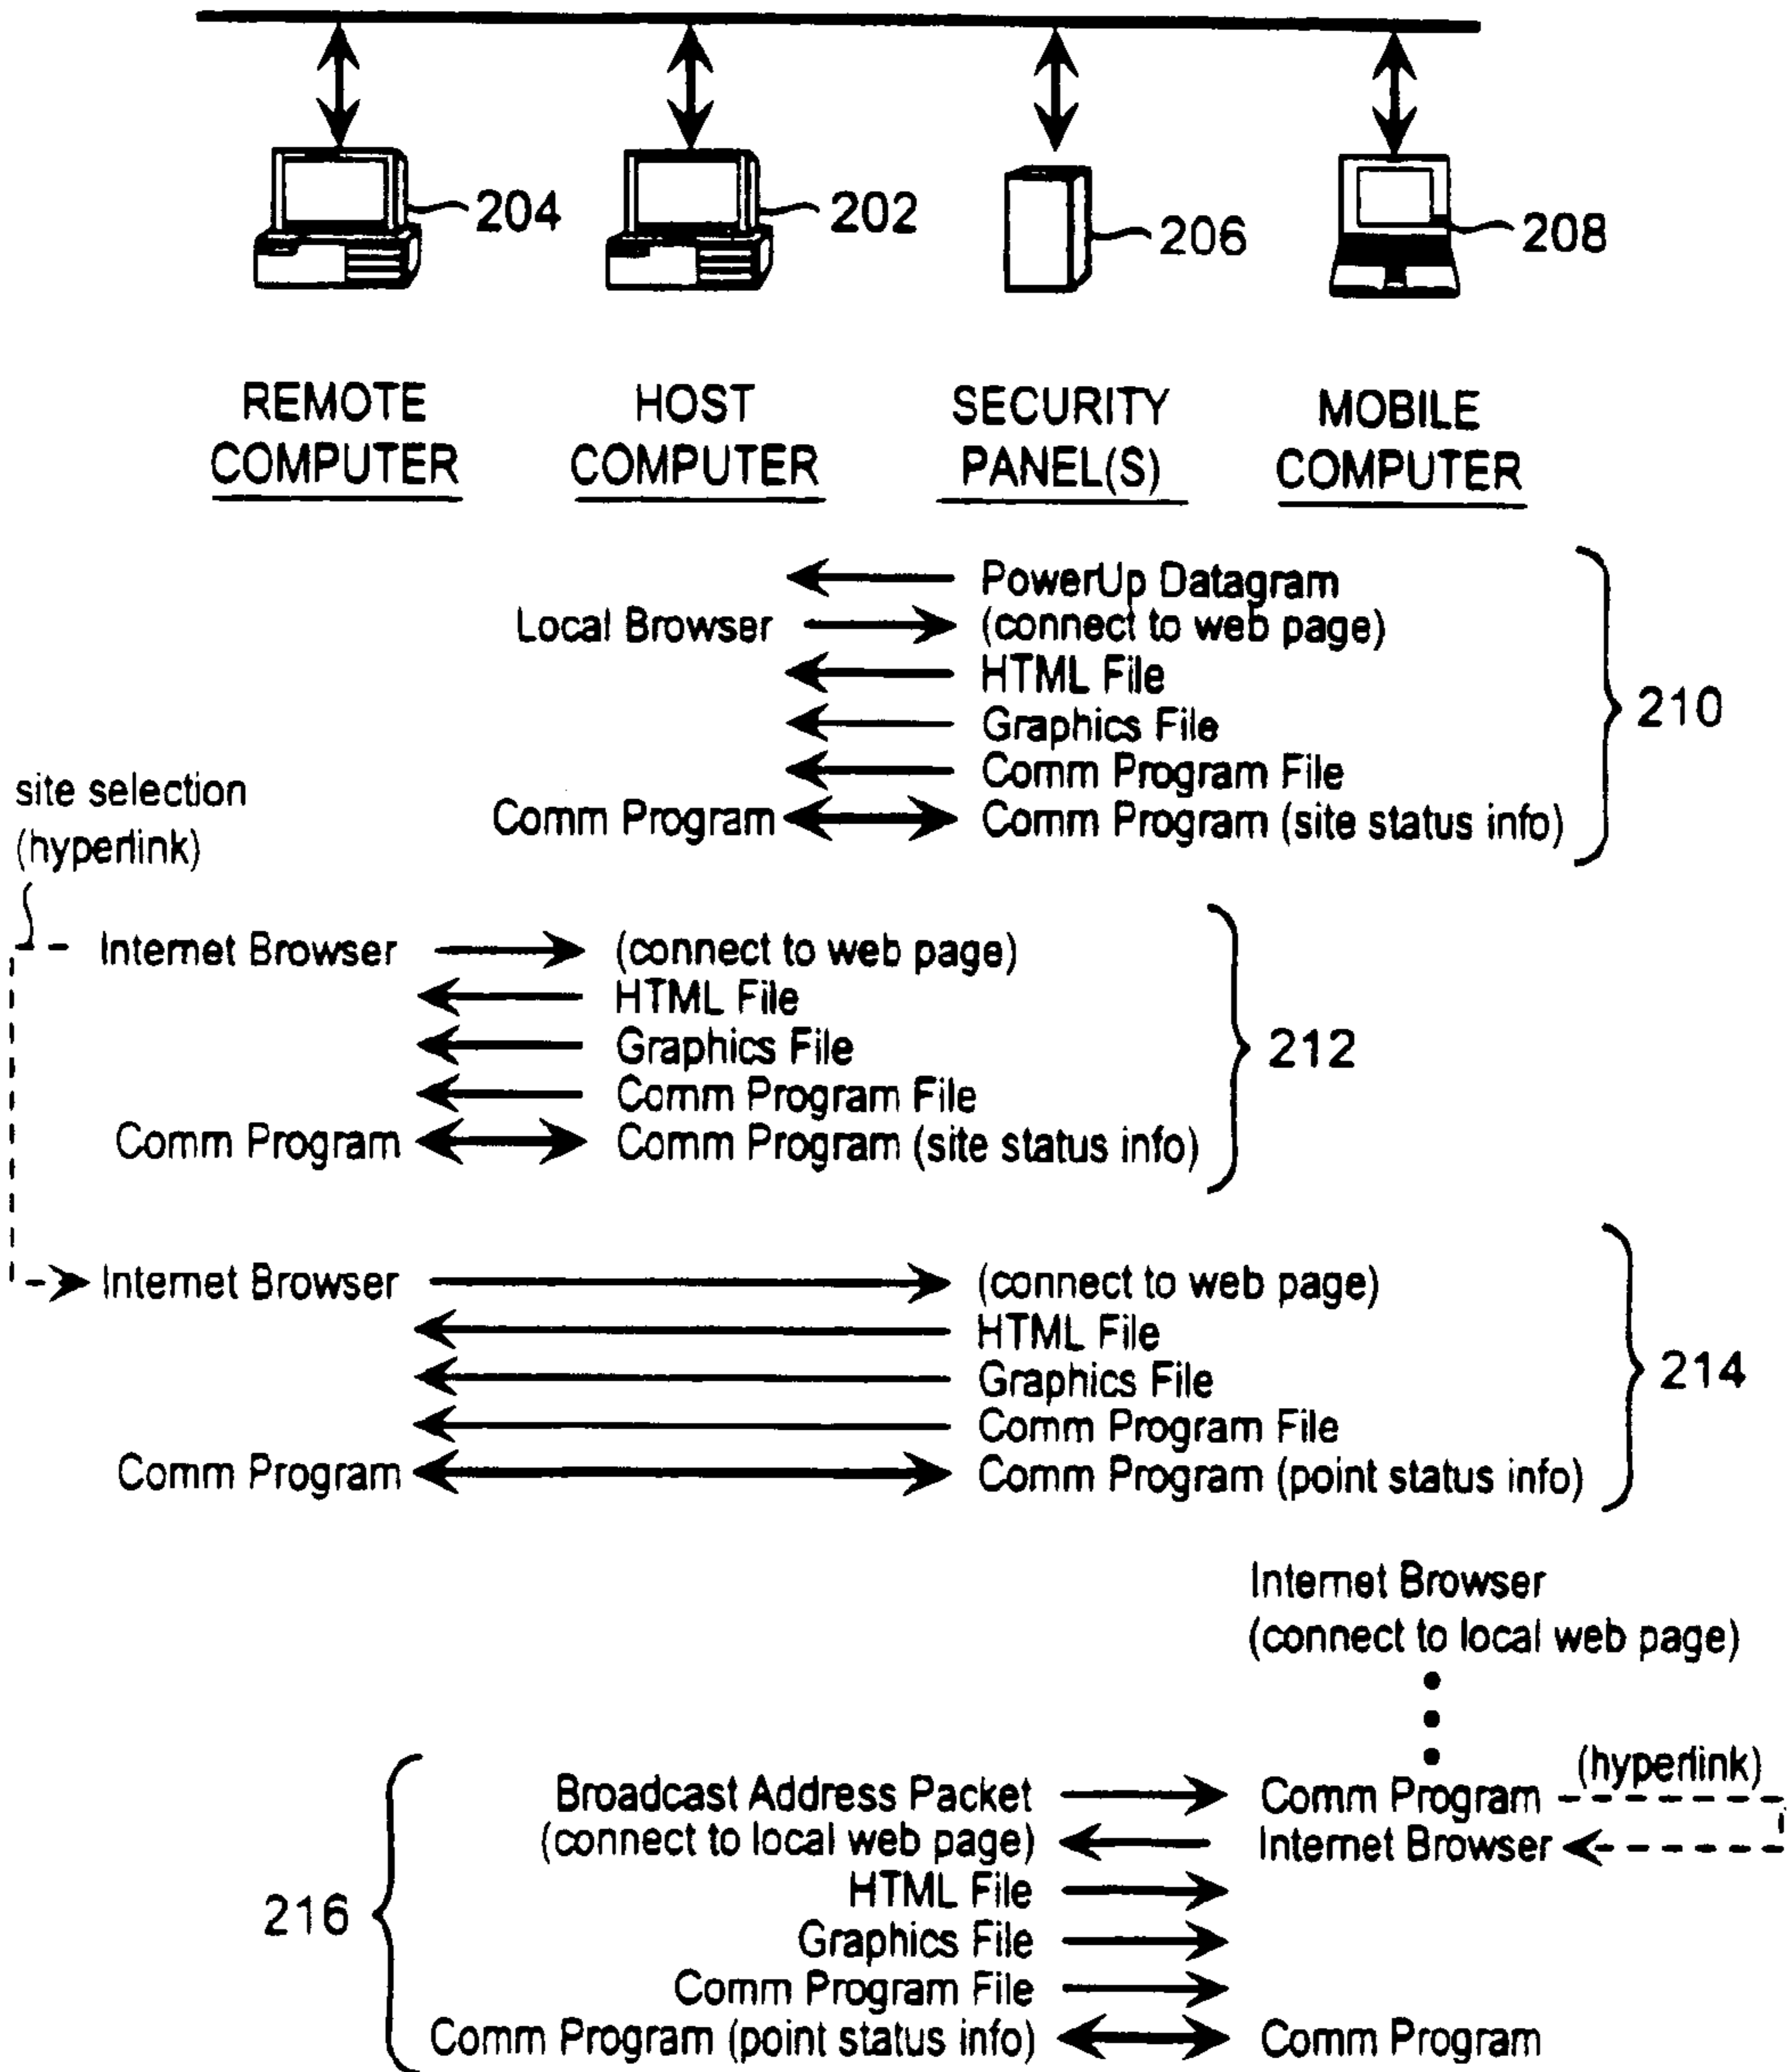 204
202
206
208
REMOTE COMPUTER
HOST COMPUTER
SECURITY PANEL(S)
MOBILE COMPUTER
PowerUp Datagram
Local Browser (connect to web page)
HTML File
Graphics File
Comm Program File
Comm Program Comm Program (site status info)
210
site selection
(hyperlink)
Internet Browser (connect to web page)
HTML File
Graphics File
Comm Program File
Comm Program Comm Program (site status info)
212
Internet Browser (connect to web page)
HTML File
Graphics File
Comm Program File
Comm Program Comm Program (point status info)
214
Internet Browser
(connect to local web page)
Broadcast Address Packet Comm Program (hyperlink)
(connect to local web page) Internet Browser
HTML File
Graphics File
Comm Program File
Comm Program (point status info) Comm Program
216